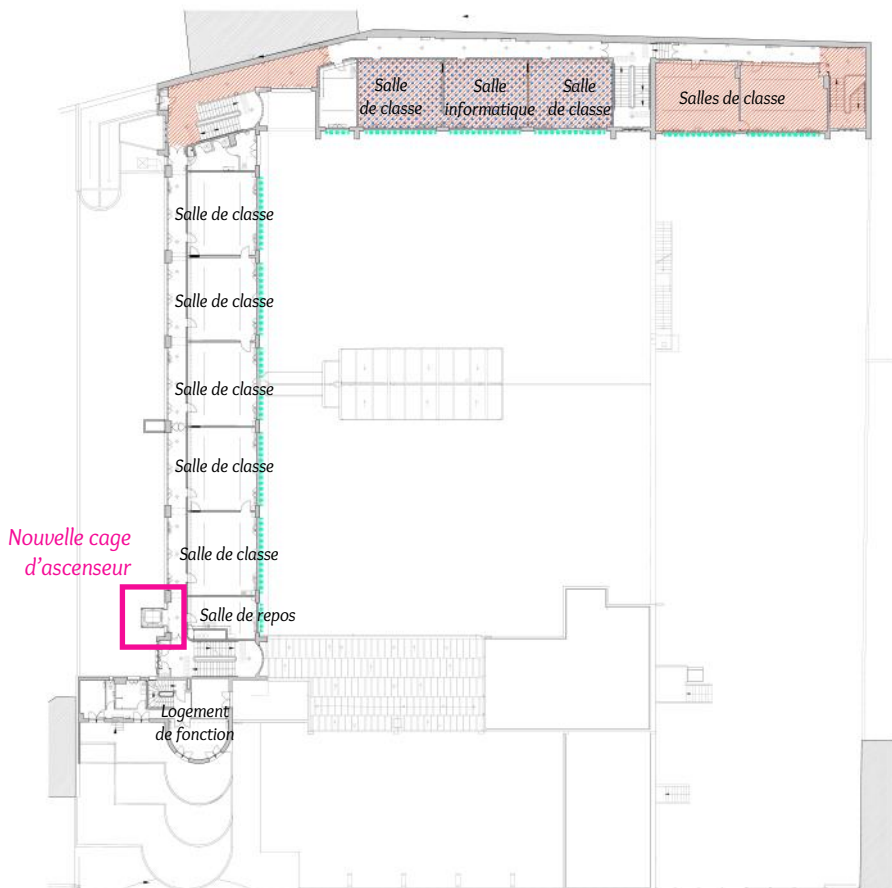 Salle
de classe
Salle
informatique
Salle
de classe
Salles de classe
Salle de classe
Salle de classe
Salle de classe
Salle de classe
Salle de classe
Nouvelle cage
d’ascenseur
Salle de repos
Logement
de fonction